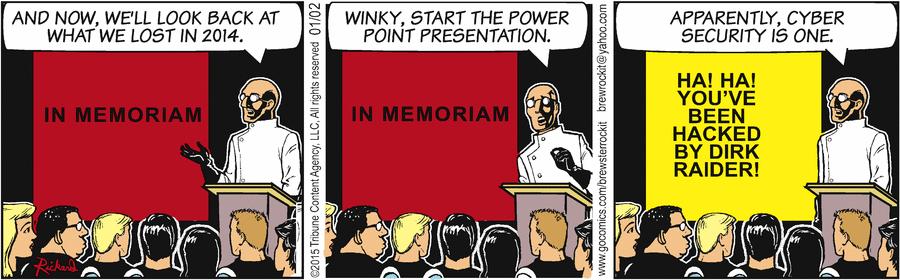 AND NOW, WE'LL LOOK BACK AT
WHAT WE LOST IN 2014.
IN MEMORIAM
Richard
©2015 Tribune Content Agency, LLC, All rights reserved 01/02
WINKY, START THE POWER
POINT PRESENTATION.
IN MEMORIAM
www.gocomics.com/brewsterrockit brewrockit@yahoo.com
APPARENTLY, CYBER
SECURITY IS ONE.
HA! HA!
YOU'VE
BEEN
HACKED
BY DIRK
RAIDER!